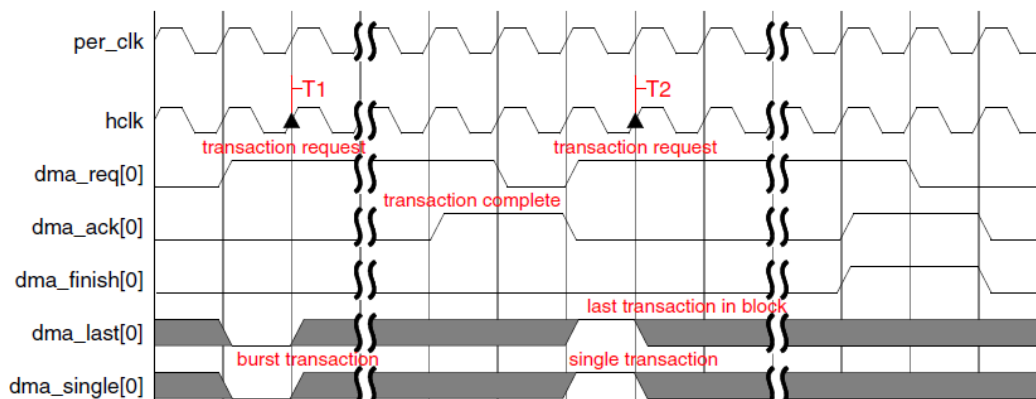 per_clk
T1
T2
hclk
transaction request
transaction request
dma_req[0]
transaction complete
dma_ack[0]
dma_finish[0]
last transaction in block
dma_last[0]
burst transaction
single transaction
dma_single[0]